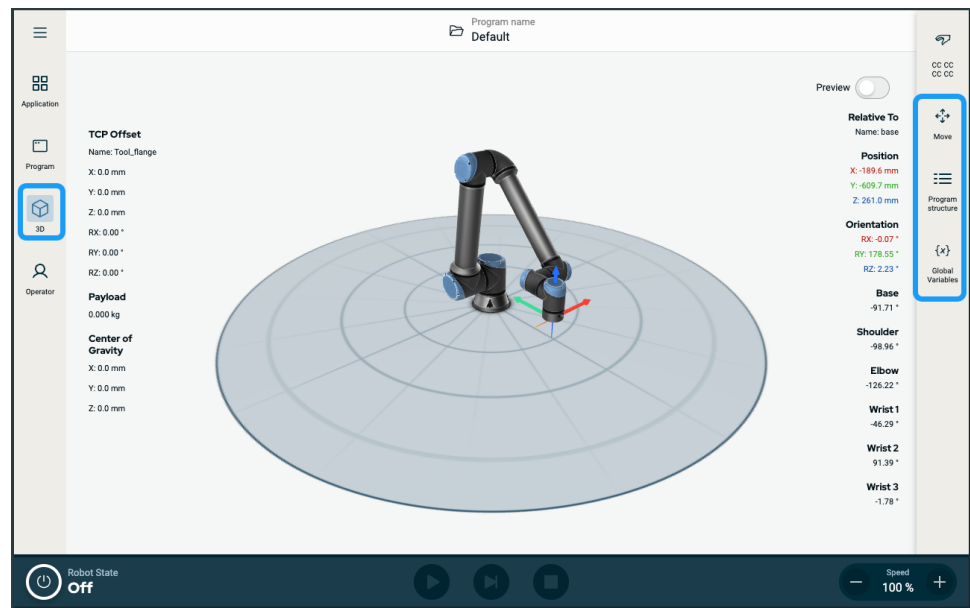 Program name
Default
CC CC
CC CC
Application
Program
3D
Operator
TCP Offset
Name: Tool_flange
X: 0.0 mm
Y: 0.0 mm
Z: 0.0 mm
RX: 0.00 °
RY: 0.00 °
RZ: 0.00 °
Payload
0.000 kg
Center of
Gravity
X: 0.0 mm
Y: 0.0 mm
Z: 0.0 mm
Preview
Relative To
Name: base
Position
X: -189.6 mm
Y: -609.7 mm
Z: 261.0 mm
Orientation
RX: -0.07 °
RY: 178.55 °
RZ: 2.23 °
Base
-91.71 °
Shoulder
-98.96 °
Elbow
-126.22 °
Wrist 1
-46.29 °
Wrist 2
91.39 °
Wrist 3
-1.78 °
Move
Program
structure
{x}
Global
Variables
Robot State
Off
Speed
100 %